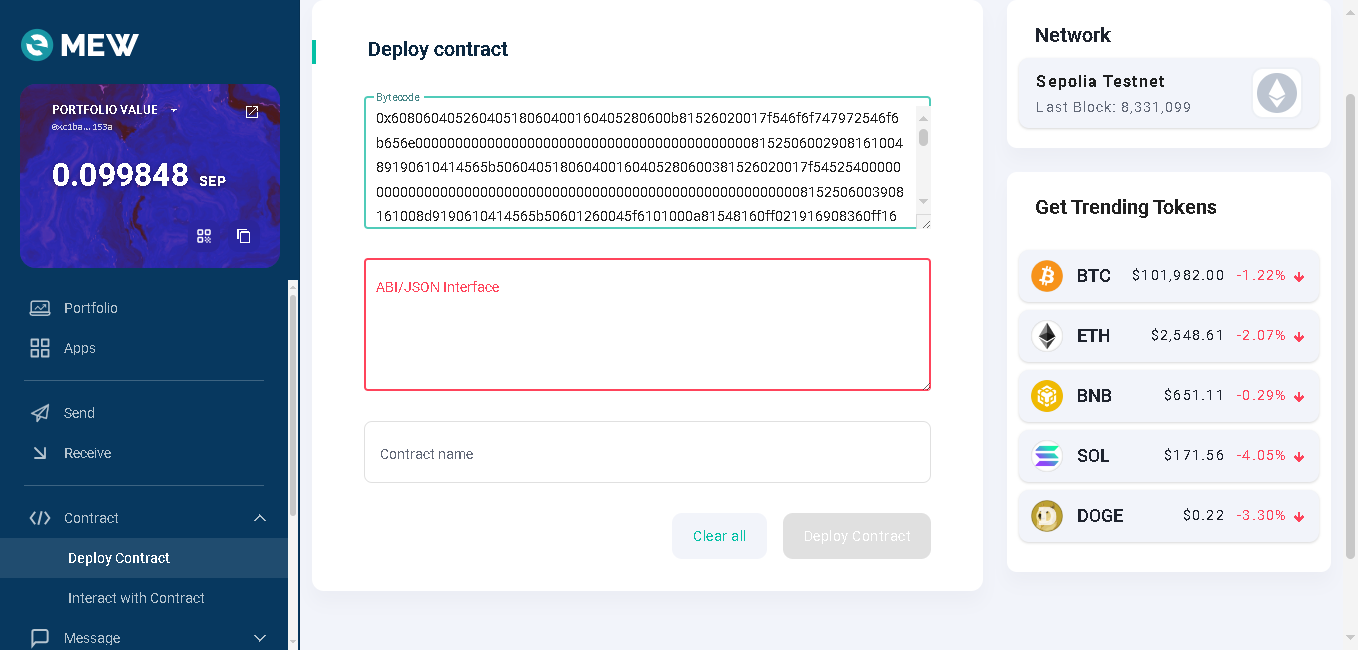 MEW
PORTFOLIO VALUE
0xc1ba...153a
0.099848 SEP
Portfolio
Apps
Send
Receive
Contract
Deploy Contract
Interact with Contract
Message
Deploy contract
Bytecode
ABI/JSON Interface
Contract name
Clear all
Deploy Contract
Network
Sepolia Testnet
Last Block: 8,331,099
Get Trending Tokens
BTC $101,982.00 -1.22%
ETH $2,548.61 -2.07%
BNB $651.11 -0.29%
SOL $171.56 -4.05%
DOGE $0.22 -3.30%